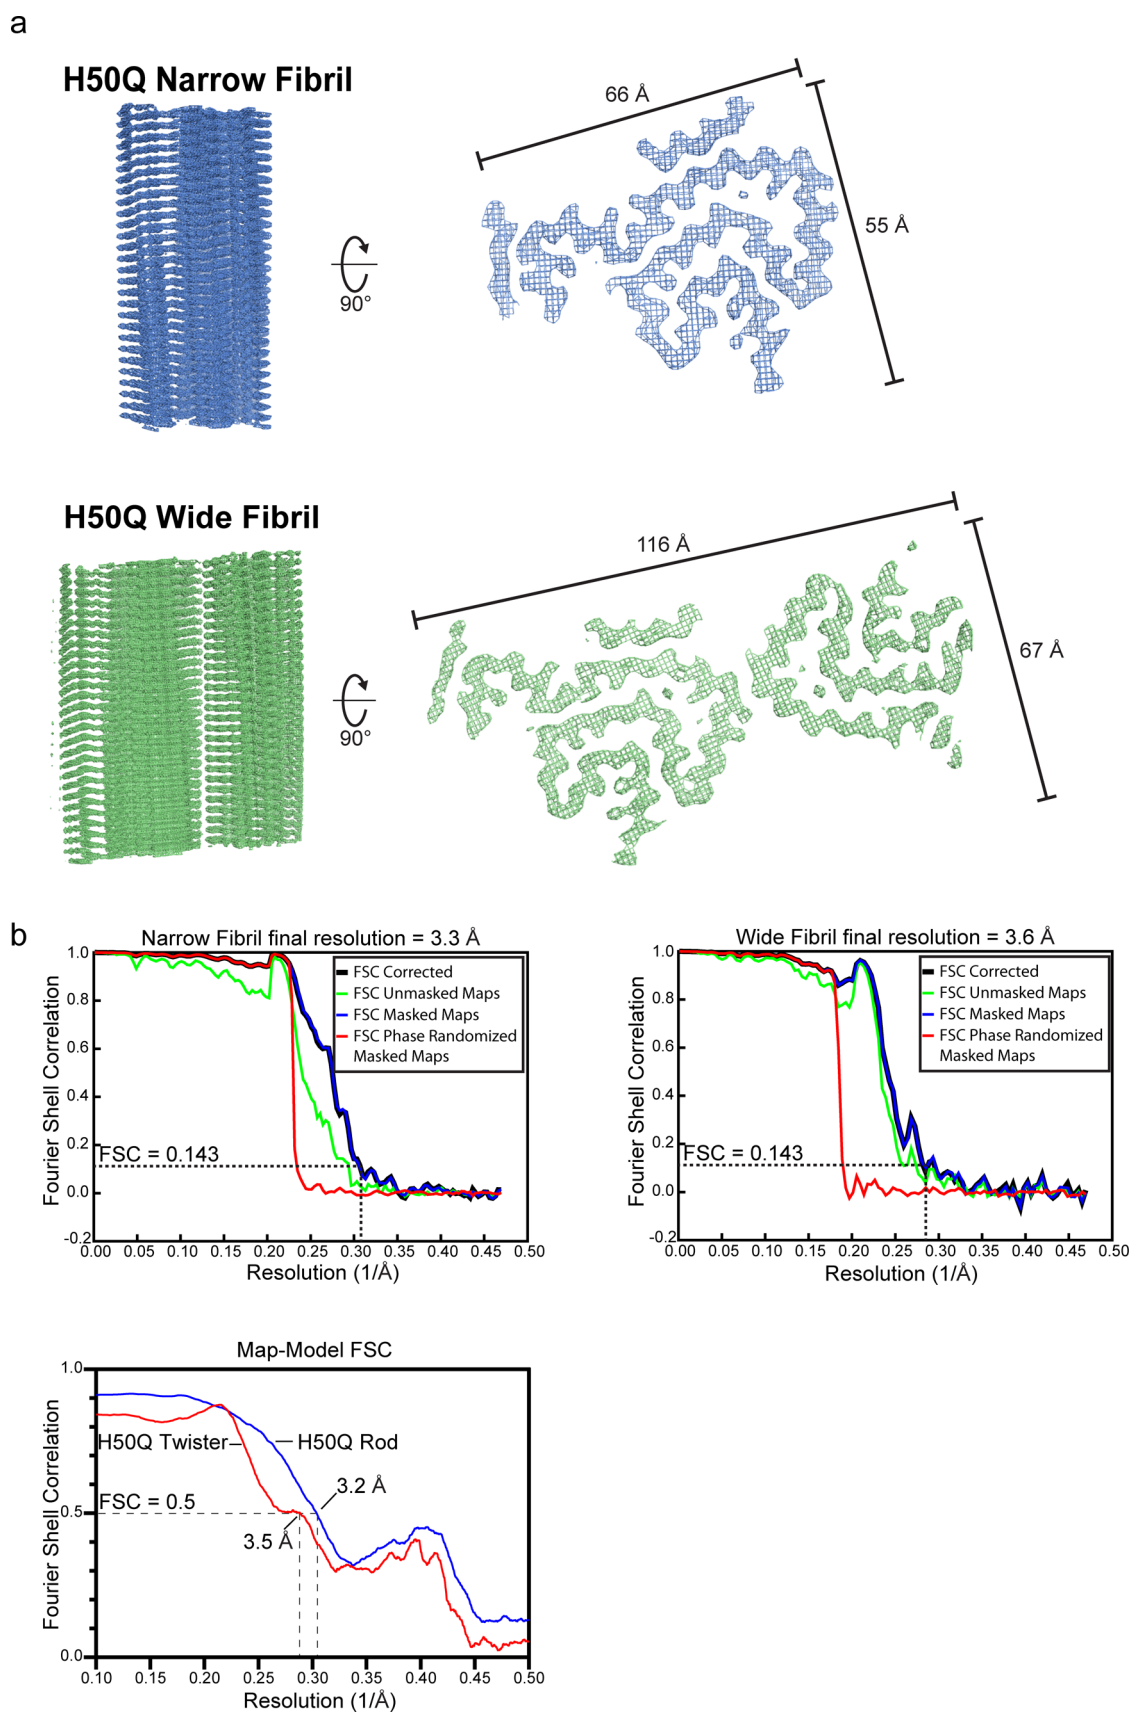 a
H50Q Narrow Fibril
66 Å
55 Å
90°
H50Q Wide Fibril
116 Å
67 Å
90°
b
Narrow Fibril final resolution = 3.3 Å
1.0
0.8
0.6
0.4
0.2
0.0
-0.2
Fourier Shell Correlation
FSC Corrected
FSC Unmasked Maps
FSC Masked Maps
FSC Phase Randomized
Masked Maps
FSC = 0.143
0.00 0.05 0.10 0.15 0.20 0.25 0.30 0.35 0.40 0.45 0.50
Resolution (1/Å)
Wide Fibril final resolution = 3.6 Å
1.0
0.8
0.6
0.4
0.2
0.0
-0.2
Fourier Shell Correlation
FSC Corrected
FSC Unmasked Maps
FSC Masked Maps
FSC Phase Randomized
Masked Maps
FSC = 0.143
0.00 0.05 0.10 0.15 0.20 0.25 0.30 0.35 0.40 0.45 0.50
Resolution (1/Å)
Map-Model FSC
1.0
0.5
0.0
Fourier Shell Correlation
H50Q Twister
H50Q Rod
3.2 Å
FSC = 0.5
3.5 Å
0.10 0.15 0.20 0.25 0.30 0.35 0.40 0.50
Resolution (1/Å)